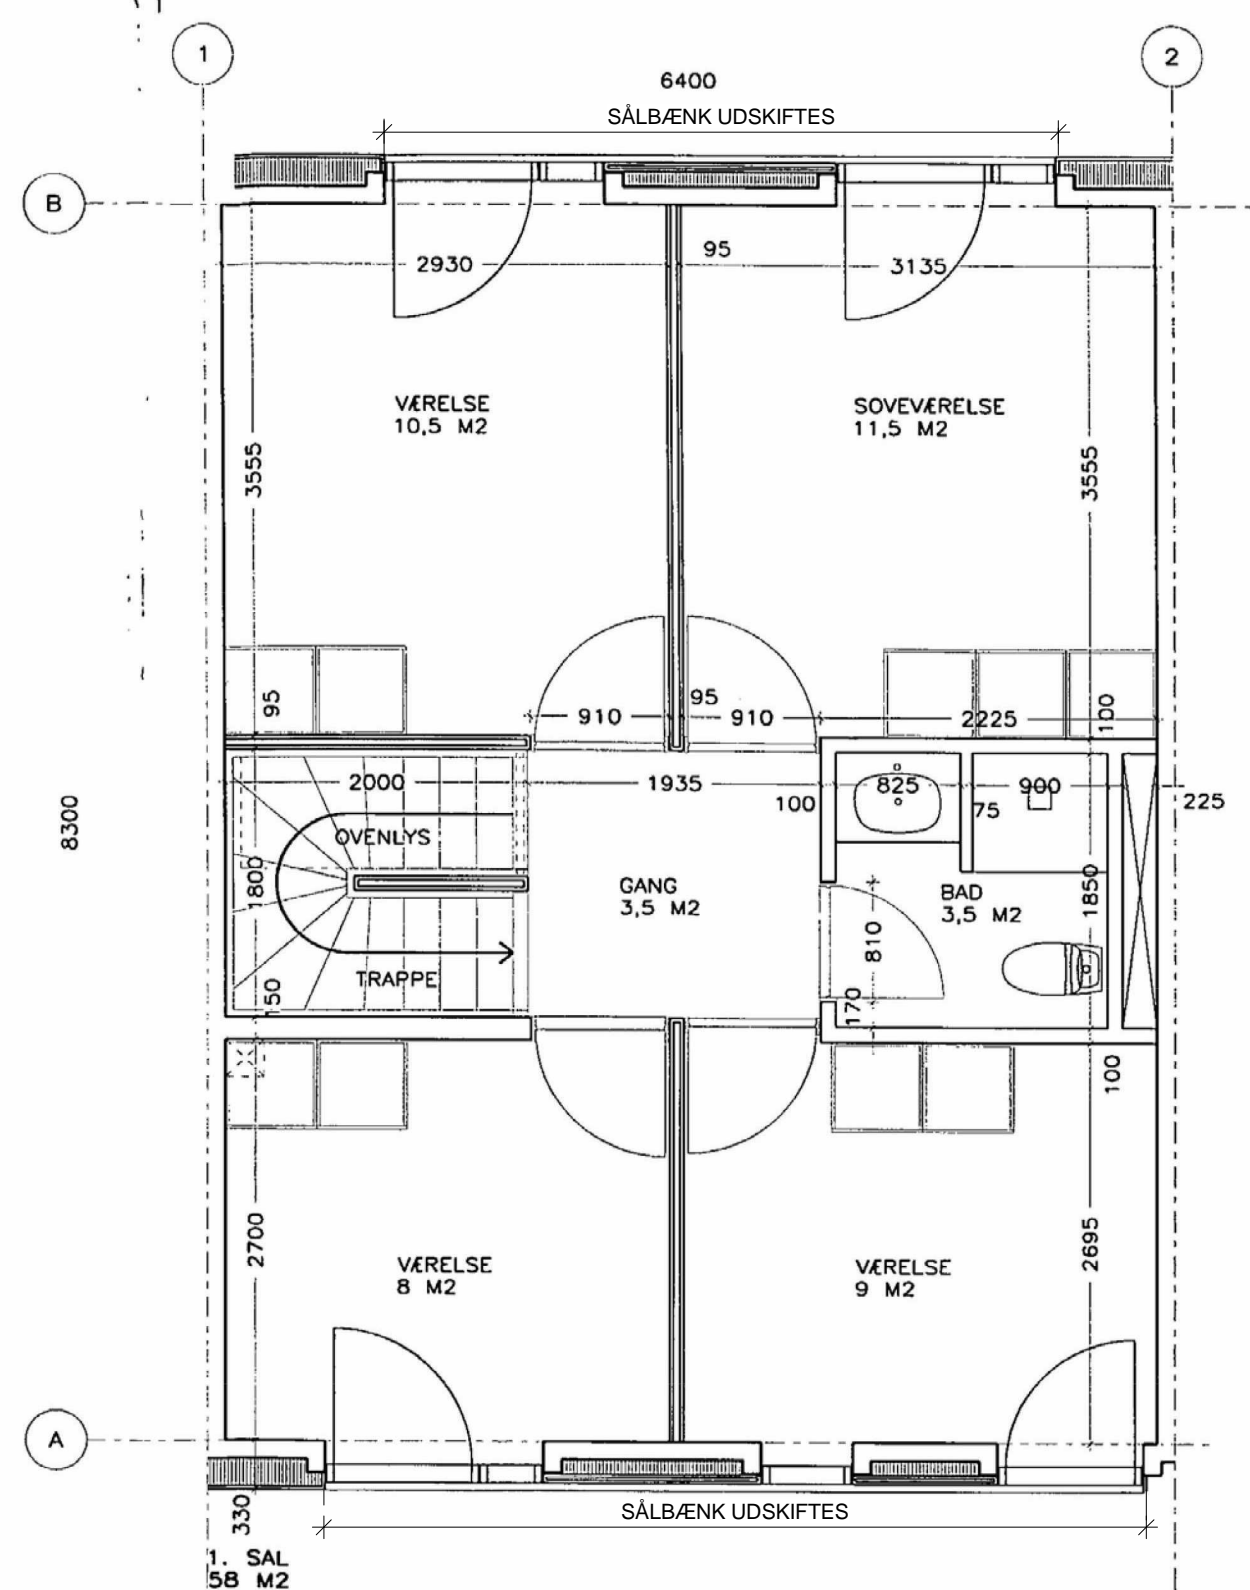 1
2
6400
SÅLBÆNK UDSKIFTES
B
95
2930
3135
VÆRELSE
10,5 M2
SOVEVÆRELSE
11,5 M2
3555
3555
95
95
910
910
2225
100
2000
1935
825
900
100
75
225
8300
OVENLYS
1800
GANG
3,5 M2
BAD
3,5 M2
1850
810
TRAPPE
150
170
100
2700
2695
VÆRELSE
8 M2
VÆRELSE
9 M2
A
SÅLBÆNK UDSKIFTES
330
1. SAL
58 M2